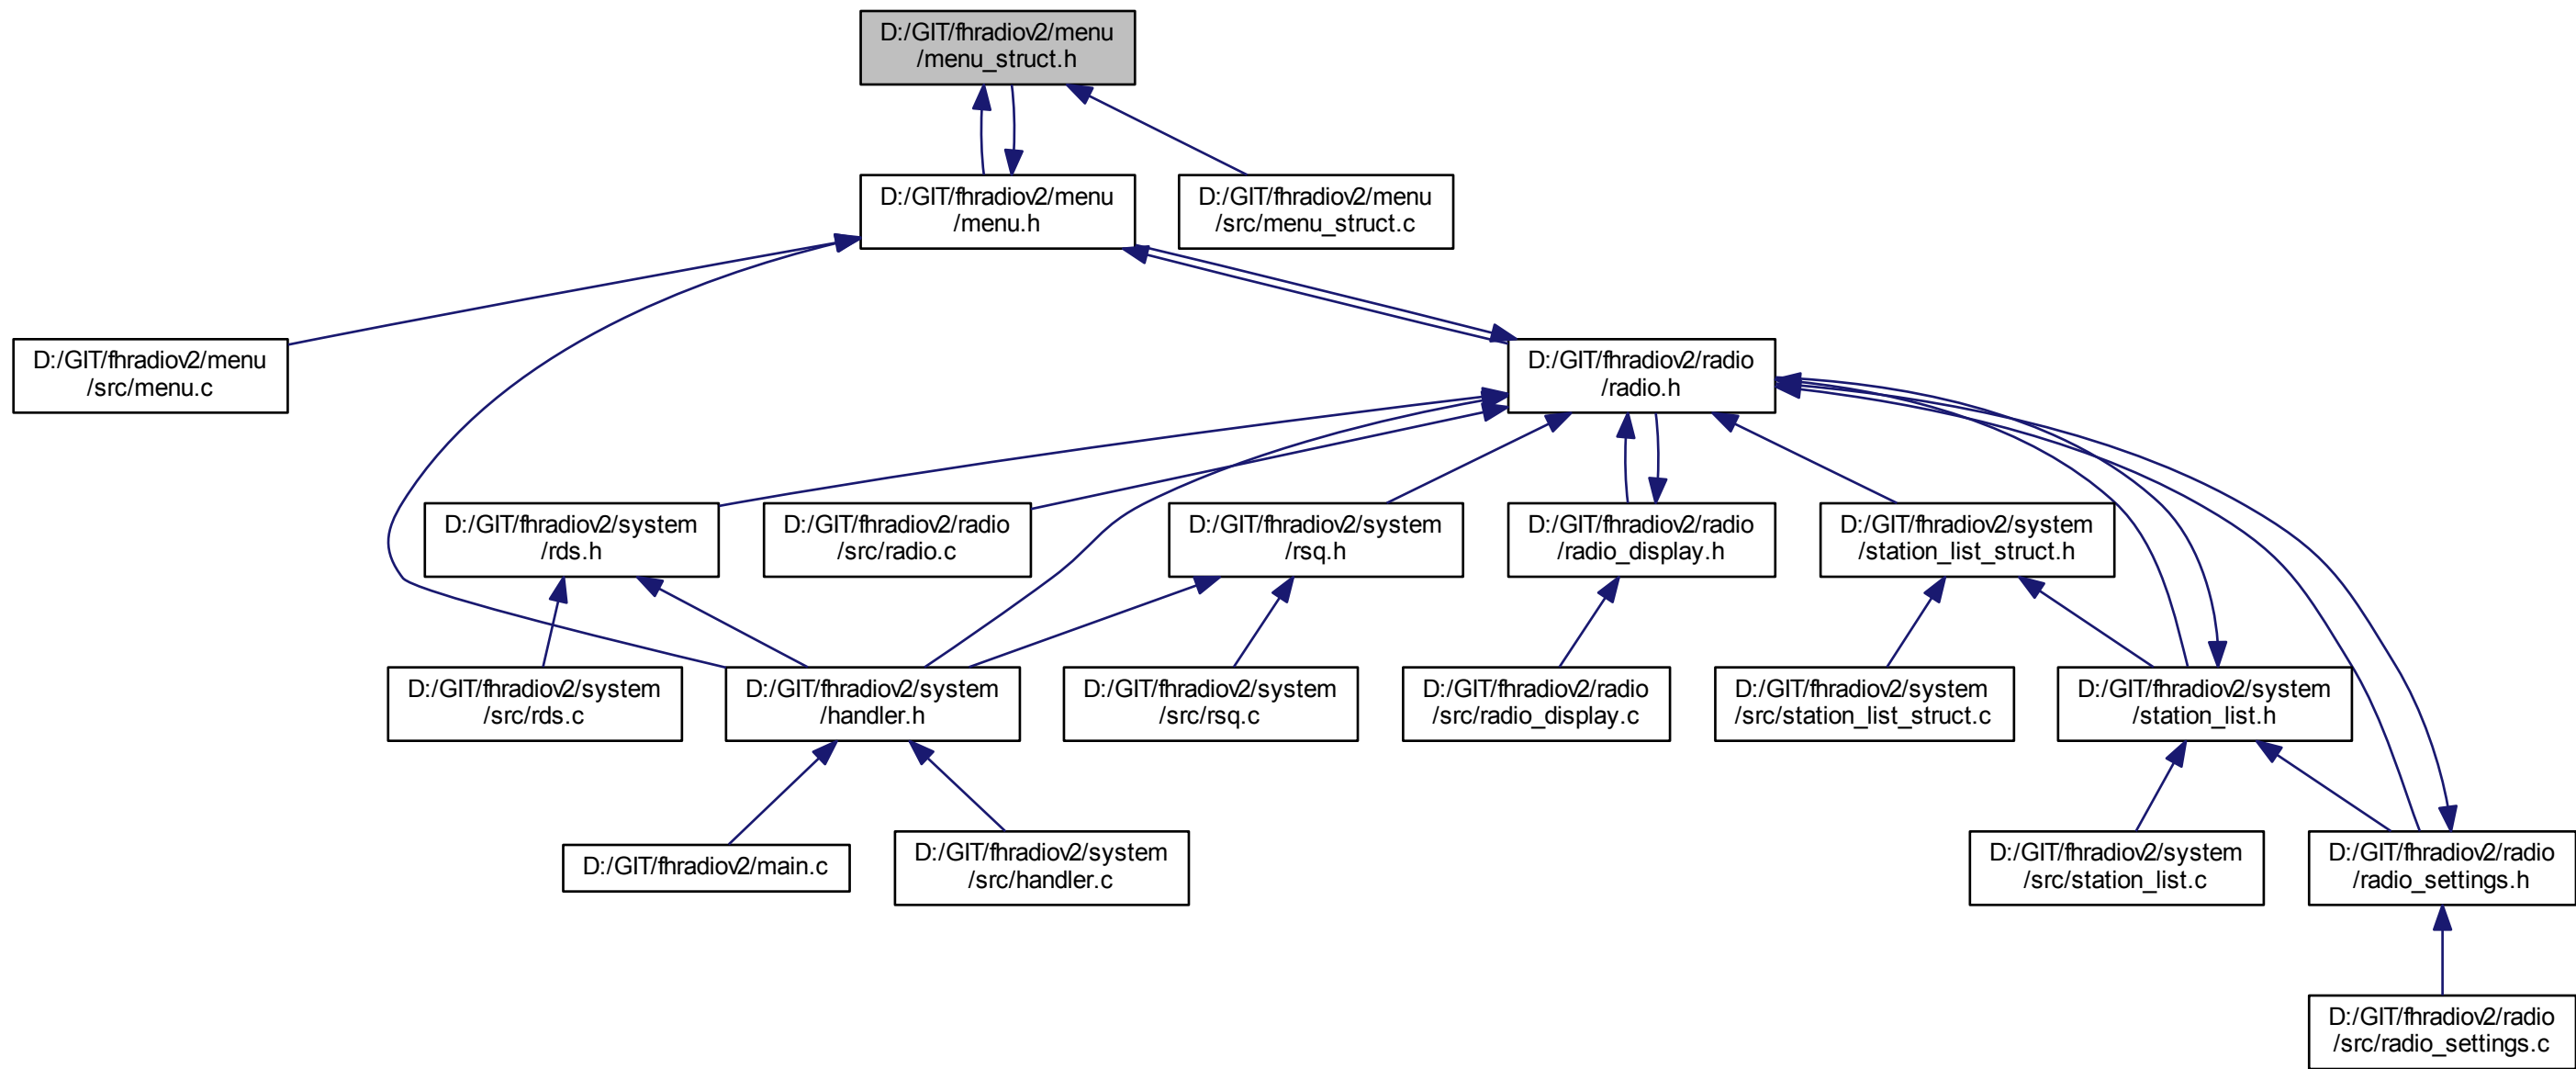 D:/GIT/fhradiov2/menu
/menu_struct.h
D:/GIT/fhradiov2/menu
/menu.h
D:/GIT/fhradiov2/menu
/src/menu_struct.c
D:/GIT/fhradiov2/menu
/src/menu.c
D:/GIT/fhradiov2/radio
/radio.h
D:/GIT/fhradiov2/system
/rds.h
D:/GIT/fhradiov2/radio
/src/radio.c
D:/GIT/fhradiov2/system
/rsq.h
D:/GIT/fhradiov2/radio
/radio_display.h
D:/GIT/fhradiov2/system
/station_list_struct.h
D:/GIT/fhradiov2/system
/src/rds.c
D:/GIT/fhradiov2/system
/handler.h
D:/GIT/fhradiov2/system
/src/rsq.c
D:/GIT/fhradiov2/radio
/src/radio_display.c
D:/GIT/fhradiov2/system
/src/station_list_struct.c
D:/GIT/fhradiov2/system
/station_list.h
D:/GIT/fhradiov2/main.c
D:/GIT/fhradiov2/system
/src/handler.c
D:/GIT/fhradiov2/system
/src/station_list.c
D:/GIT/fhradiov2/radio
/radio_settings.h
D:/GIT/fhradiov2/radio
/src/radio_settings.c